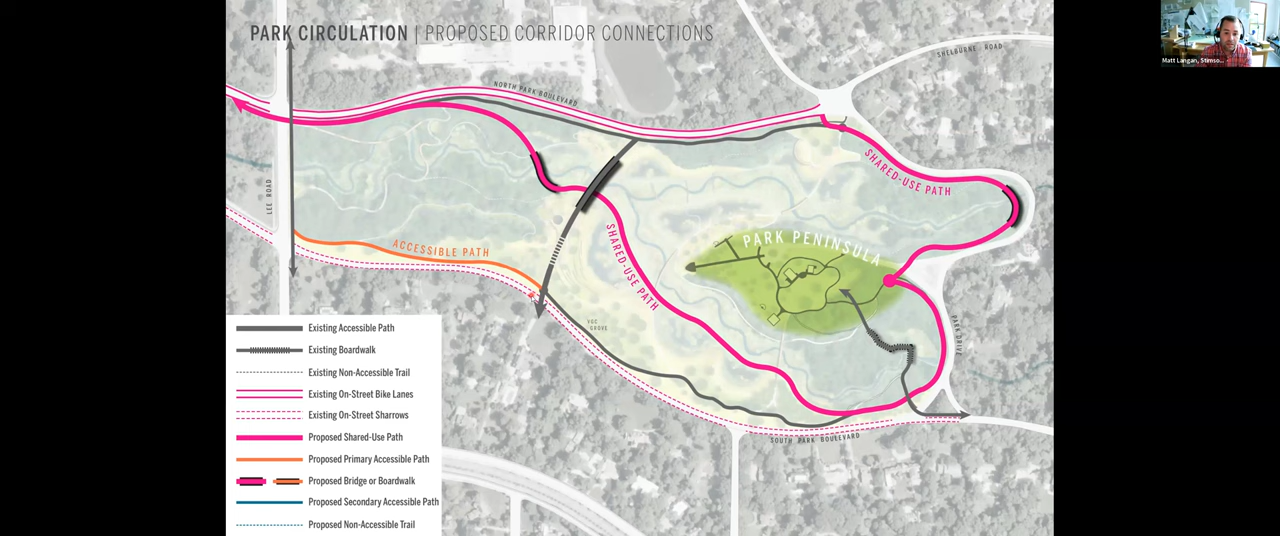 PARK CIRCULATION | PROPOSED CORRIDOR CONNECTIONS
Matt Langan, Stimso...
SHELBURNE ROAD
NORTH PARK BOULEVARD
SHARED-USE PATH
LEE ROAD
ACCESSIBLE PATH
SHARED-USE PATH
PARK PENINSULA
VOC
GROVE
PARK DRIVE
SOUTH PARK BOULEVARD
Existing Accessible Path
Existing Boardwalk
Existing Non-Accessible Trail
Existing On-Street Bike Lanes
Existing On-Street Sharrows
Proposed Shared-Use Path
Proposed Primary Accessible Path
Proposed Bridge or Boardwalk
Proposed Secondary Accessible Path
Proposed Non-Accessible Trail